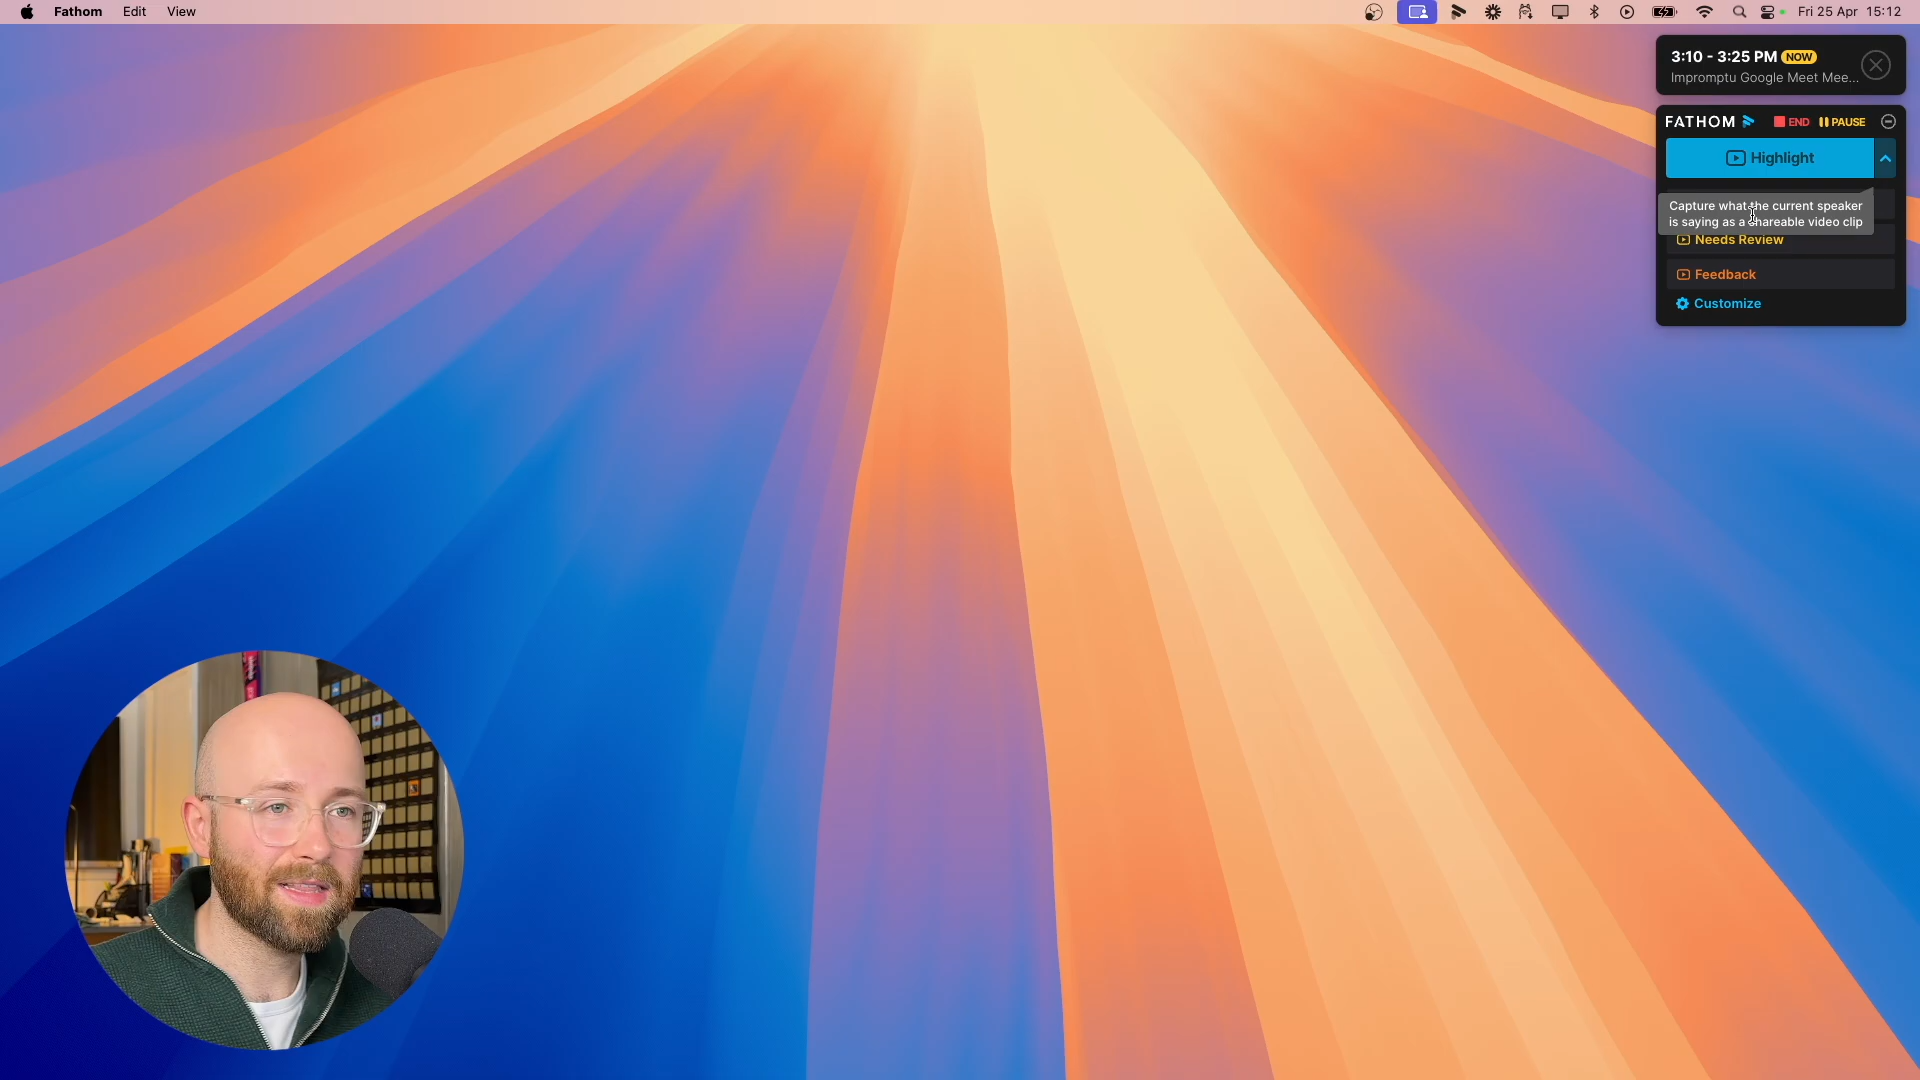 Fathom Edit View
Fri 25 Apr 15:12
3:10 - 3:25 PM NOW
Impromptu Google Meet Mee...
FATHOM END PAUSE
Highlight
Capture what the current speaker
is saying as a shareable video clip
Needs Review
Feedback
Customize